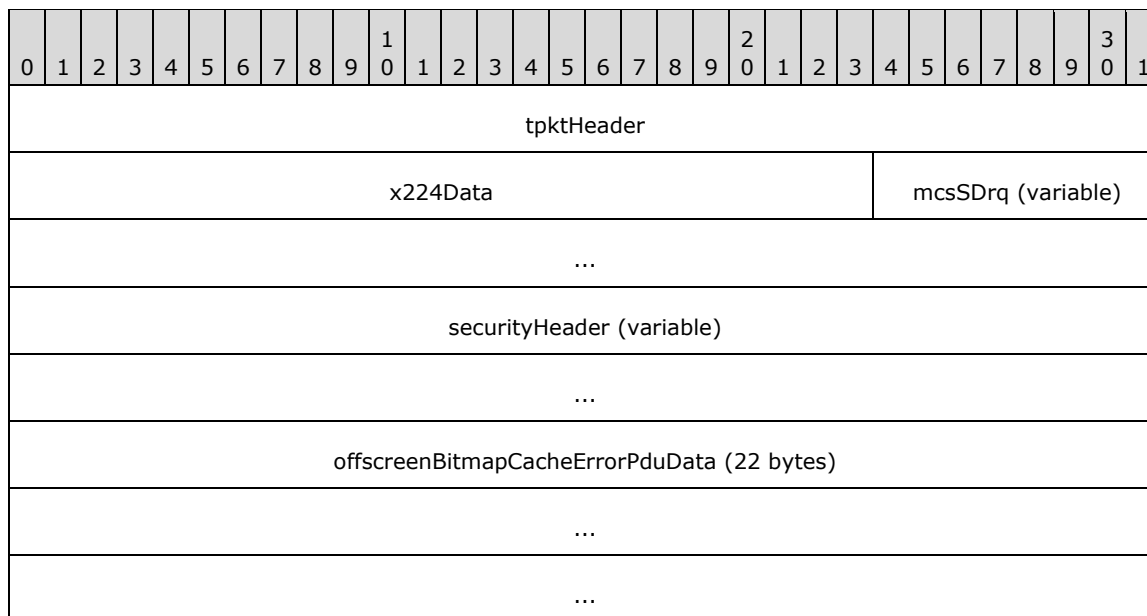 1 2 3
0 1 2 3 4 5 6 7 8 9 0 1 2 3 4 5 6 7 8 9 0 1 2 3 4 5 6 7 8 9 0 1
tpktHeader
x224Data mcsSDrq (variable)
...
securityHeader (variable)
...
offscreenBitmapCacheErrorPduData (22 bytes)
...
...